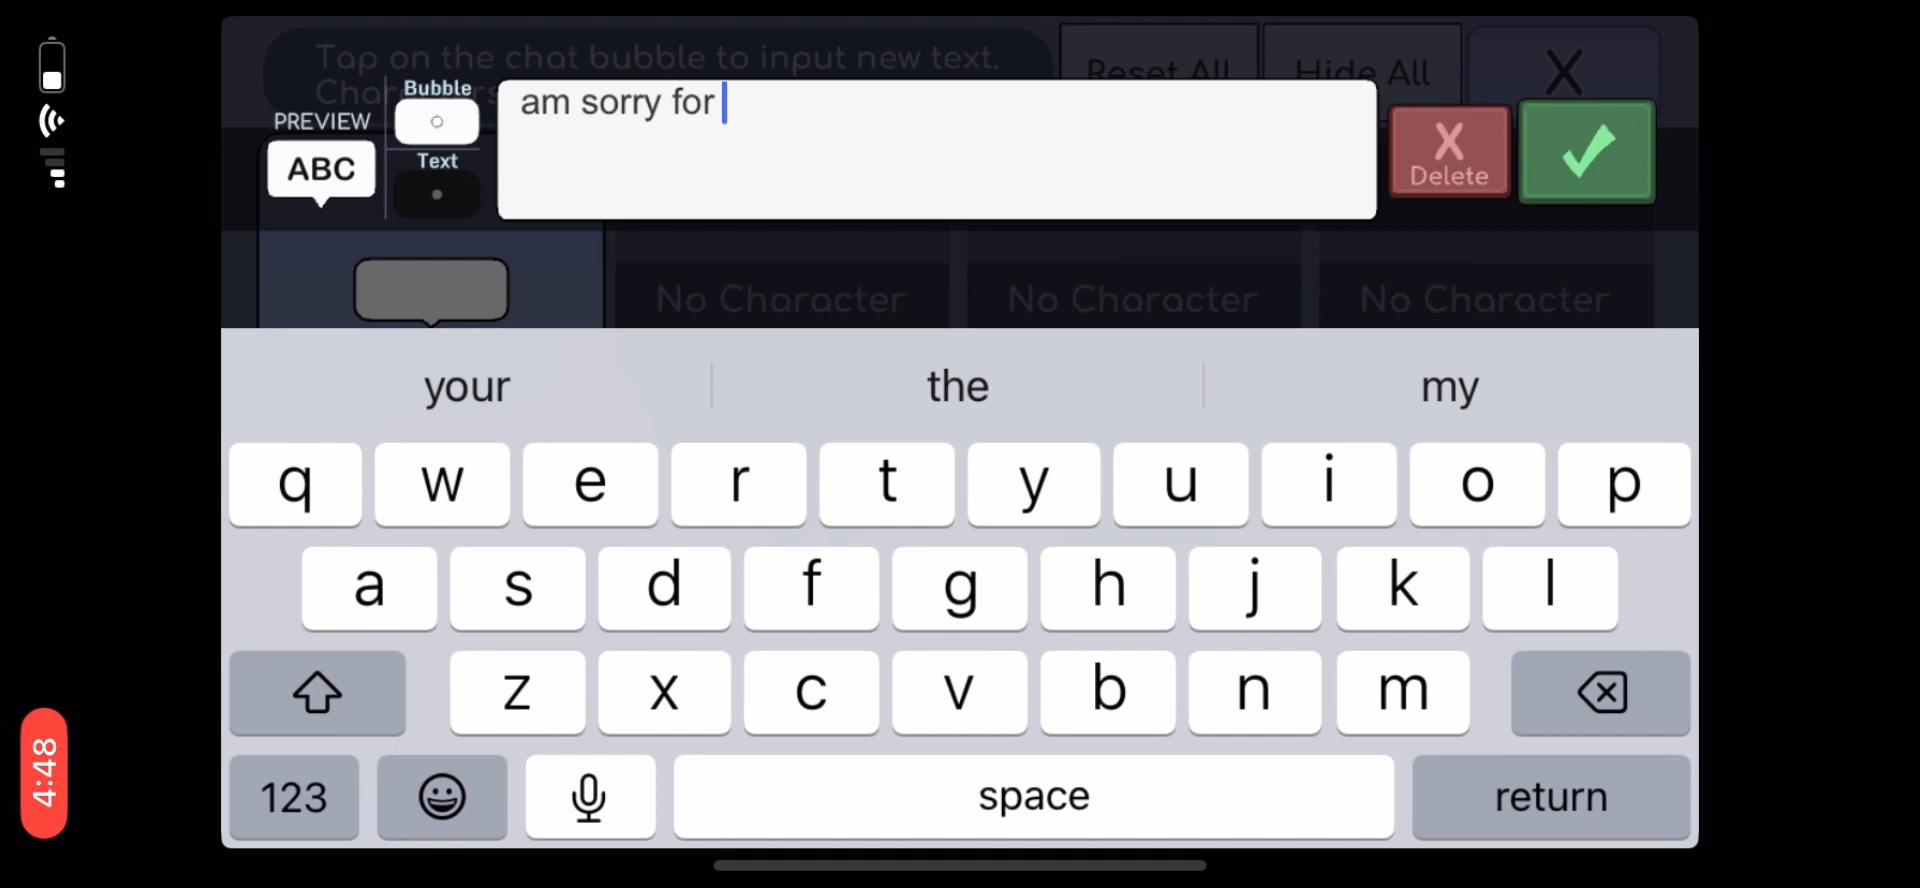 Tap on the chat bubble to input new text.
Reset All
Hide All
X
Bubble
PREVIEW
ABC
Text
am sorry for
X
Delete
No Character
No Character
No Character
your
the
my
q w e r t y u i o p
a s d f g h j k l
z x c v b n m
123
space
return
4:48